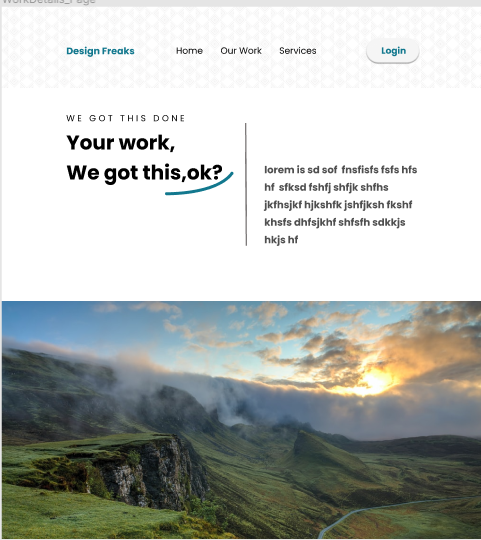 WorkDetails_Page
Design Freaks Home Our Work Services Login
WE GOT THIS DONE
Your work,
We got this,ok?
lorem is sd sof fnsfisfs fsfs hfs
hf sfksd fshfj shfjk shfhs
jkfhsjkf hjkshfk jshfjksh fkshf
khsfs dhfsjkhf shfsfh sdkkjs
hkjs hf